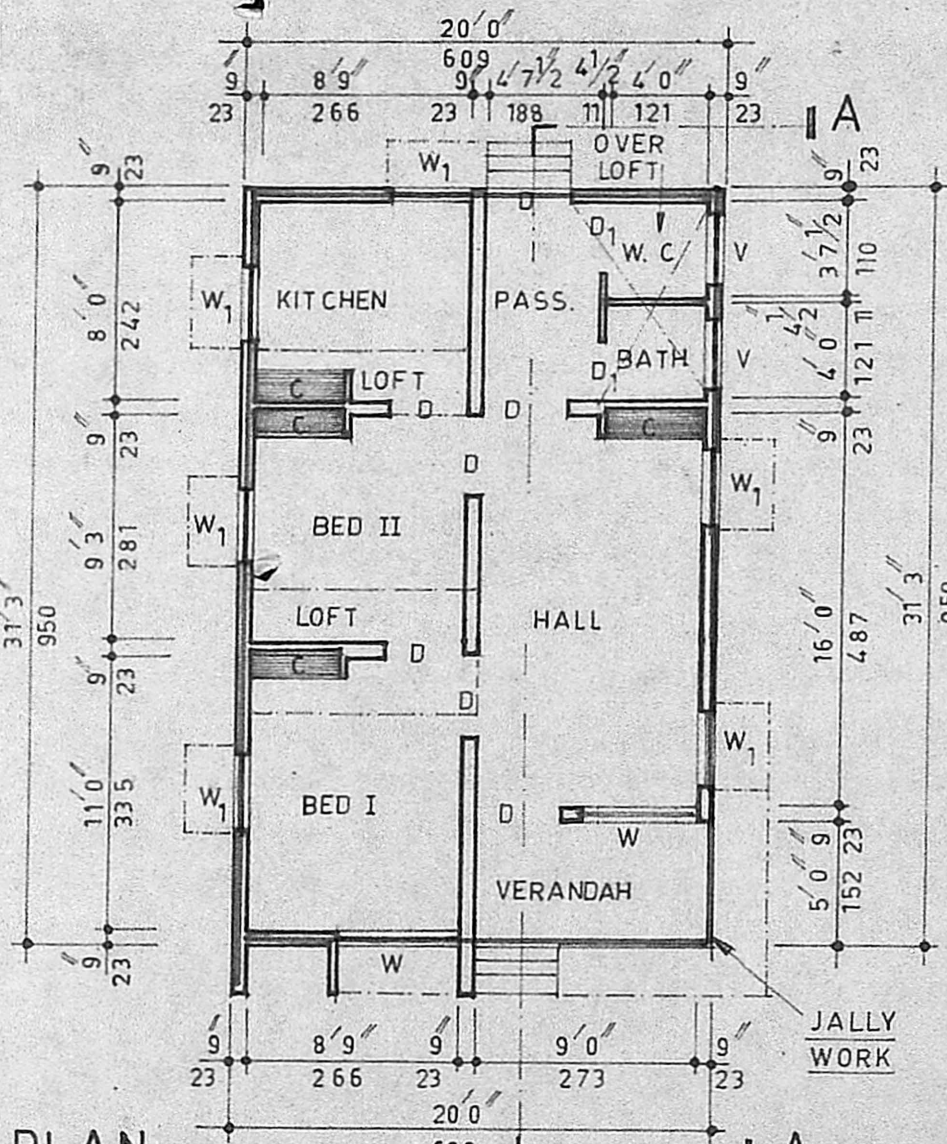 20'0"
609
9" 8'9" 9" 4'7½" 4½" 4'0" 9"
23 266 23 188 11 121 23
A
OVER
LOFT
W1
9" 23
9" 23
D
D1
W. C
V
3'7½"
110
W1
KITCHEN
PASS.
8'0"
242
4½"
11
BATH
V
D1
4'0"
121
C
LOFT
C
D
D
C
9"
23
9"
23
D
W1
W1
BED II
9'3"
281
31'3"
950
LOFT
HALL
16'0"
487
31'3"
C
D
9"
23
D
W1
W1
BED I
11'0"
335
D
W
9"
23
VERANDAH
5'0"
152
W
9"
23
JALLY
WORK
9" 8'9" 9" 9'0" 9"
23 266 23 273 23
20'0"
PLAN
A